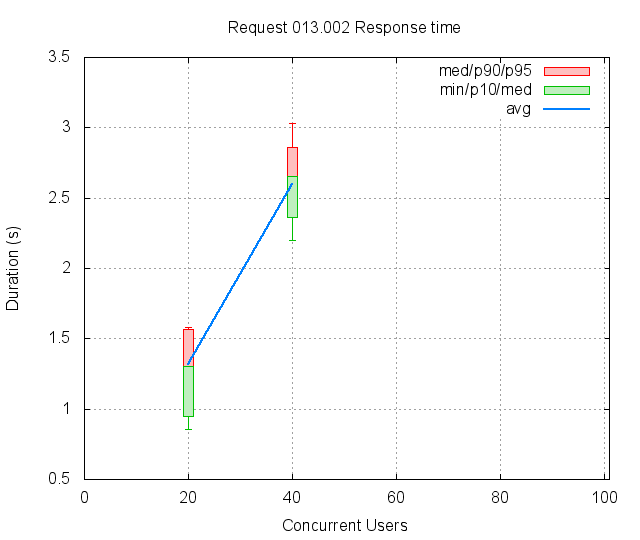 Request 013.002 Response time
med/p90/p95
min/p10/med
avg
3.5
3
2.5
2
1.5
1
0.5
Duration (s)
0 20 40 60 80 100
Concurrent Users